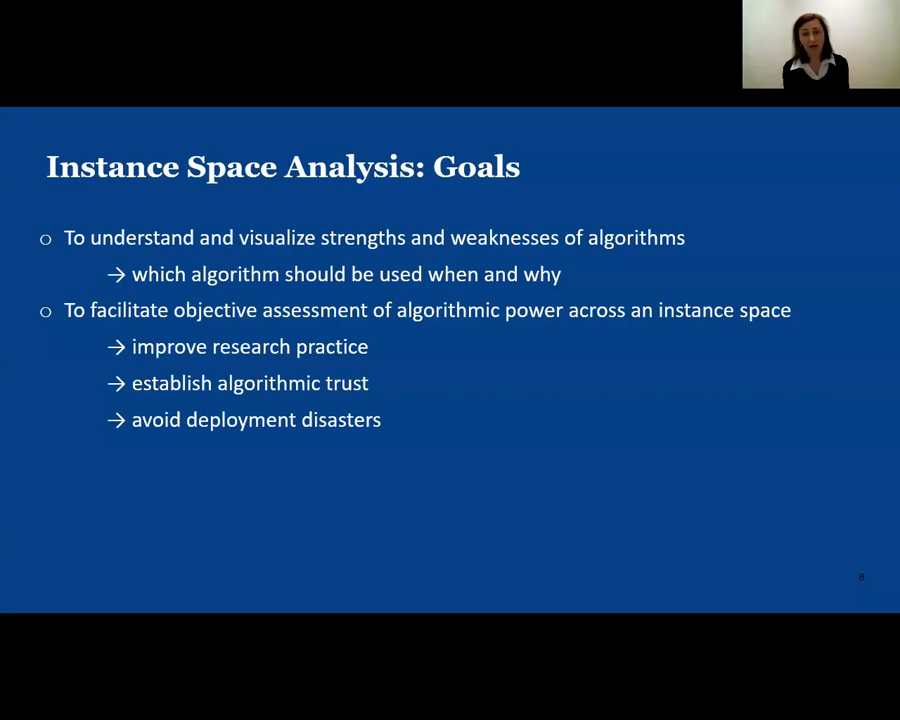 Instance Space Analysis: Goals
o To understand and visualize strengths and weaknesses of algorithms
→ which algorithm should be used when and why
o To facilitate objective assessment of algorithmic power across an instance space
→ improve research practice
→ establish algorithmic trust
→ avoid deployment disasters
8